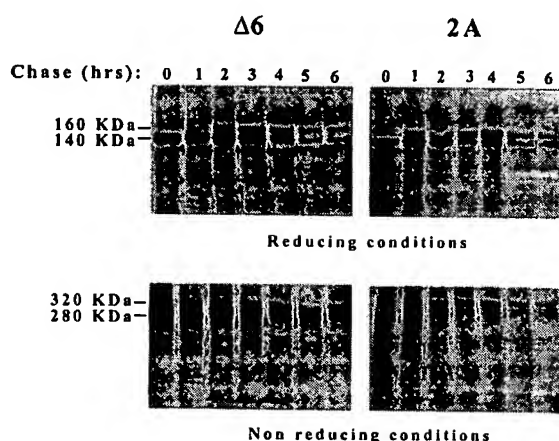 Δ6 2A
Chase (hrs): 0 1 2 3 4 5 6 0 1 2 3 4 5 6
160 KDa
140 KDa
Reducing conditions
320 KDa
280 KDa
Non reducing conditions